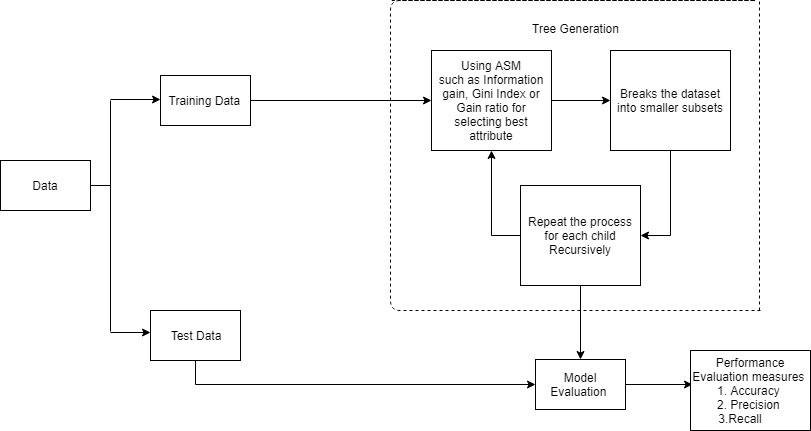 Tree Generation
Using ASM
such as Information
gain, Gini Index or
Gain ratio for
selecting best
attribute
Breaks the dataset
into smaller subsets
Training Data
Data
Repeat the process
for each child
Recursively
Test Data
Model
Evaluation
Performance
Evaluation measures
1. Accuracy
2. Precision
3.Recall